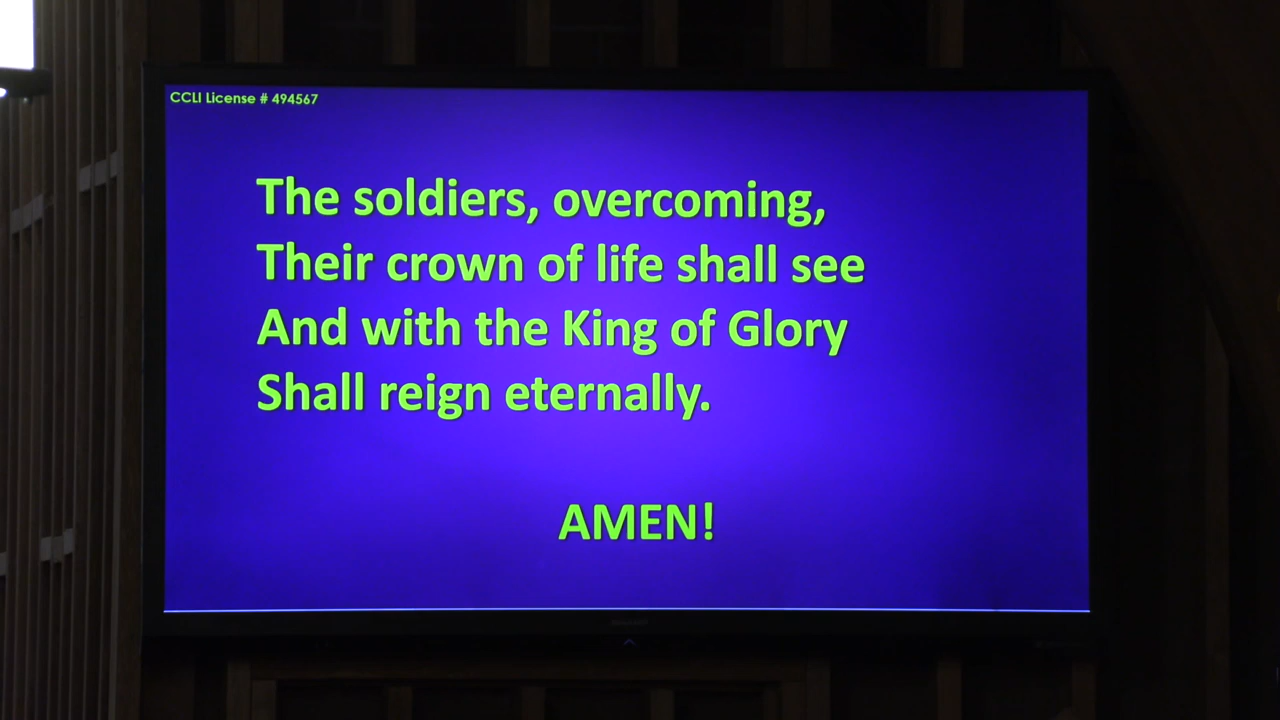 CCLI License # 494567
The soldiers, overcoming,
Their crown of life shall see
And with the King of Glory
Shall reign eternally.
AMEN!